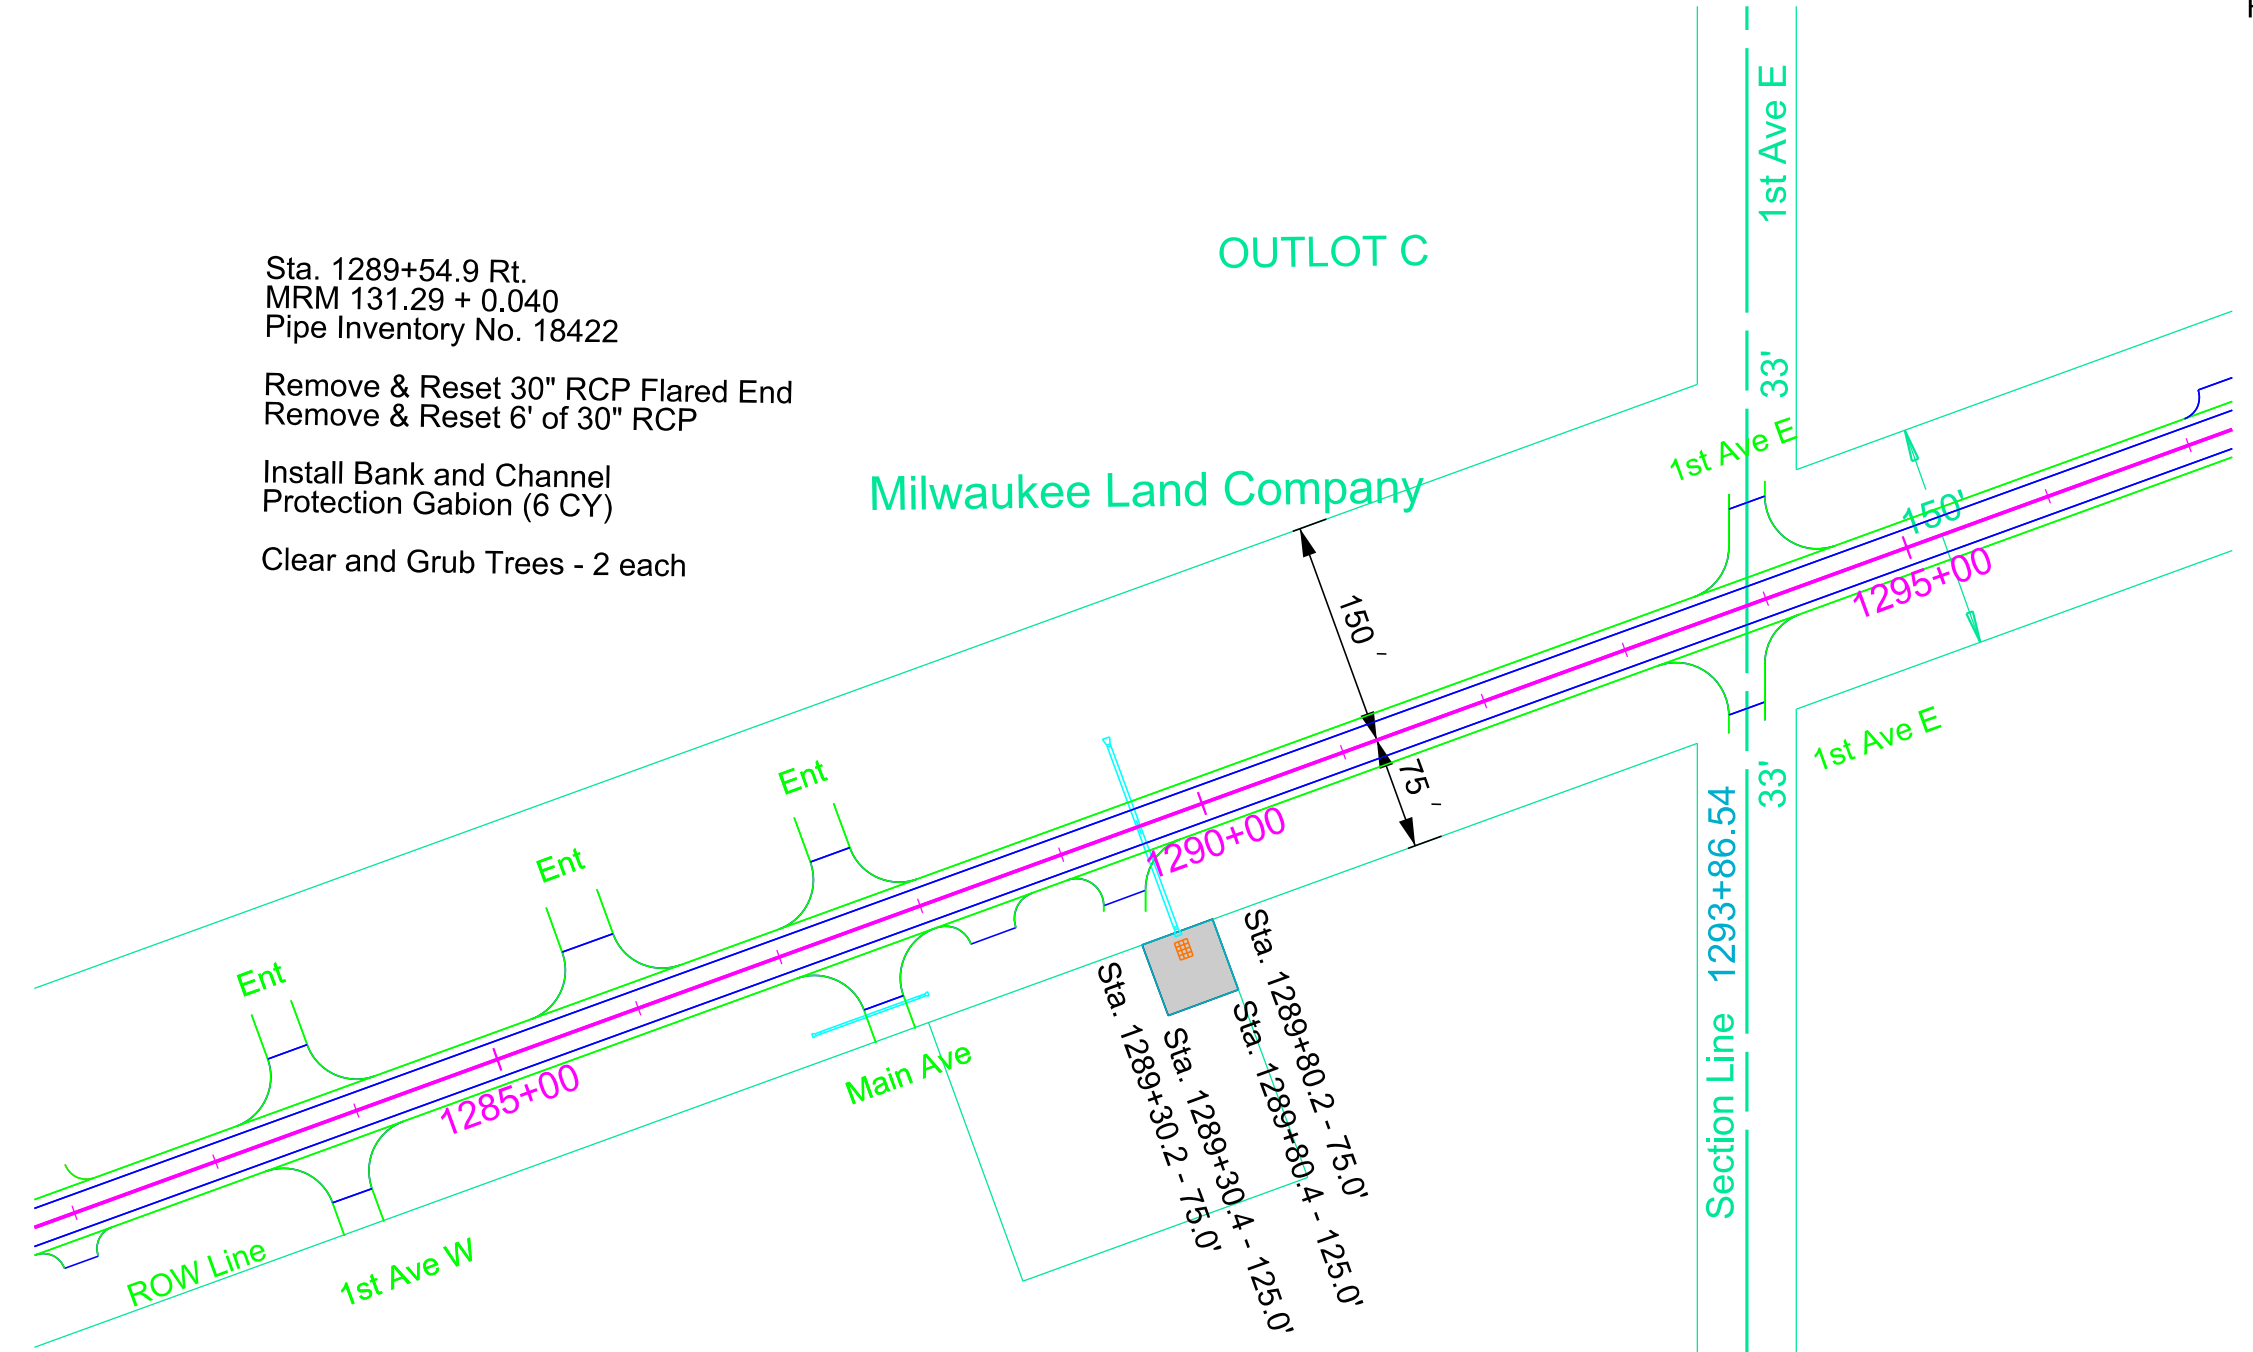 1st Ave E
OUTLOT C
Sta. 1289+54.9 Rt.
MRM 131.29 + 0.040
Pipe Inventory No. 18422
Remove & Reset 30" RCP Flared End
Remove & Reset 6' of 30" RCP
Install Bank and Channel
Protection Gabion (6 CY)
Clear and Grub Trees - 2 each
Milwaukee Land Company
33'
1st Ave E
150'
1295+00
150 '
75 '
1st Ave E
33'
Section Line 1293+86.54
Ent
Ent
Ent
1290+00
1285+00
Main Ave
Sta. 1289+30.2 - 75.0'
Sta. 1289+30.4 - 125.0'
Sta. 1289+80.4 - 125.0'
Sta. 1289+80.2 - 75.0'
ROW Line
1st Ave W